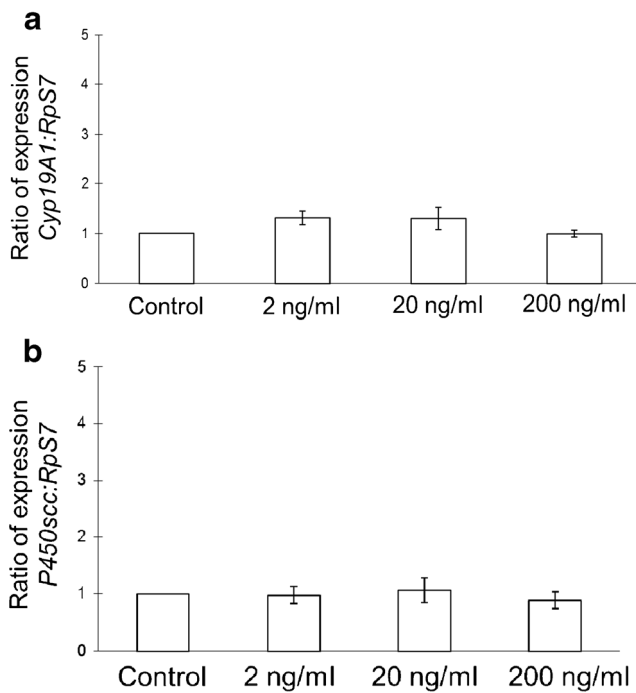 a
Ratio of expression
Cyp19A1:RpS7
5
4
3
2
1
0
Control 2 ng/ml 20 ng/ml 200 ng/ml
b
Ratio of expression
P450scc:RpS7
5
4
3
2
1
0
Control 2 ng/ml 20 ng/ml 200 ng/ml